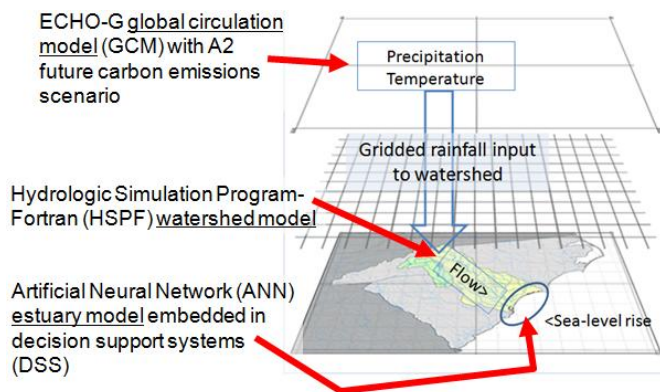 ECHO-G global circulation
model (GCM) with A2
future carbon emissions
scenario
Precipitation
Temperature
Gridded rainfall input
to watershed
Hydrologic Simulation Program-
Fortran (HSPF) watershed model
Flow>
Artificial Neural Network (ANN)
estuary model embedded in
decision support systems
(DSS)
<Sea-level rise